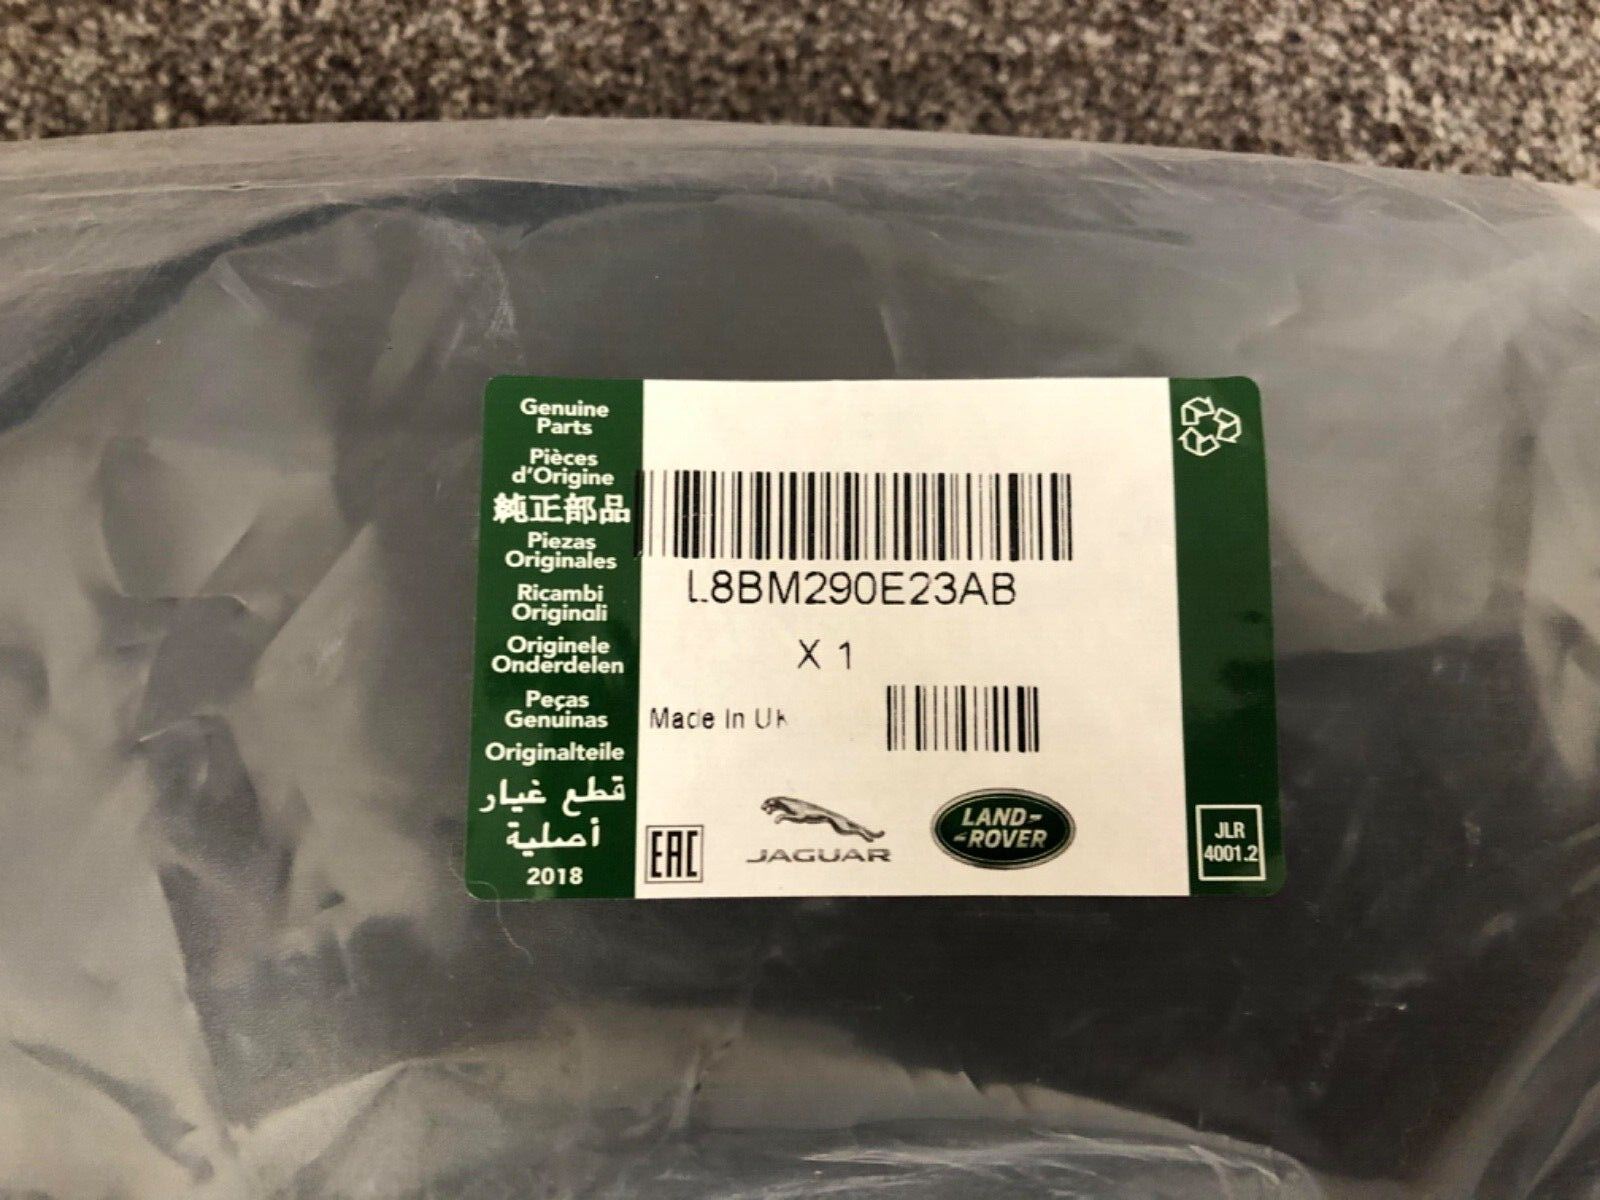 Genuine
Parts
Pièces
d'Origine
純正部品
Piezas
Originales
Ricambi
Originali
Originele
Onderdelen
Peças
Genuinas
Originalteile
قطع غيار
أصلية
2018
L8BM290E23AB
X 1
Made In UK
EAC
JAGUAR
LAND-
-ROVER
JLR
4001.2